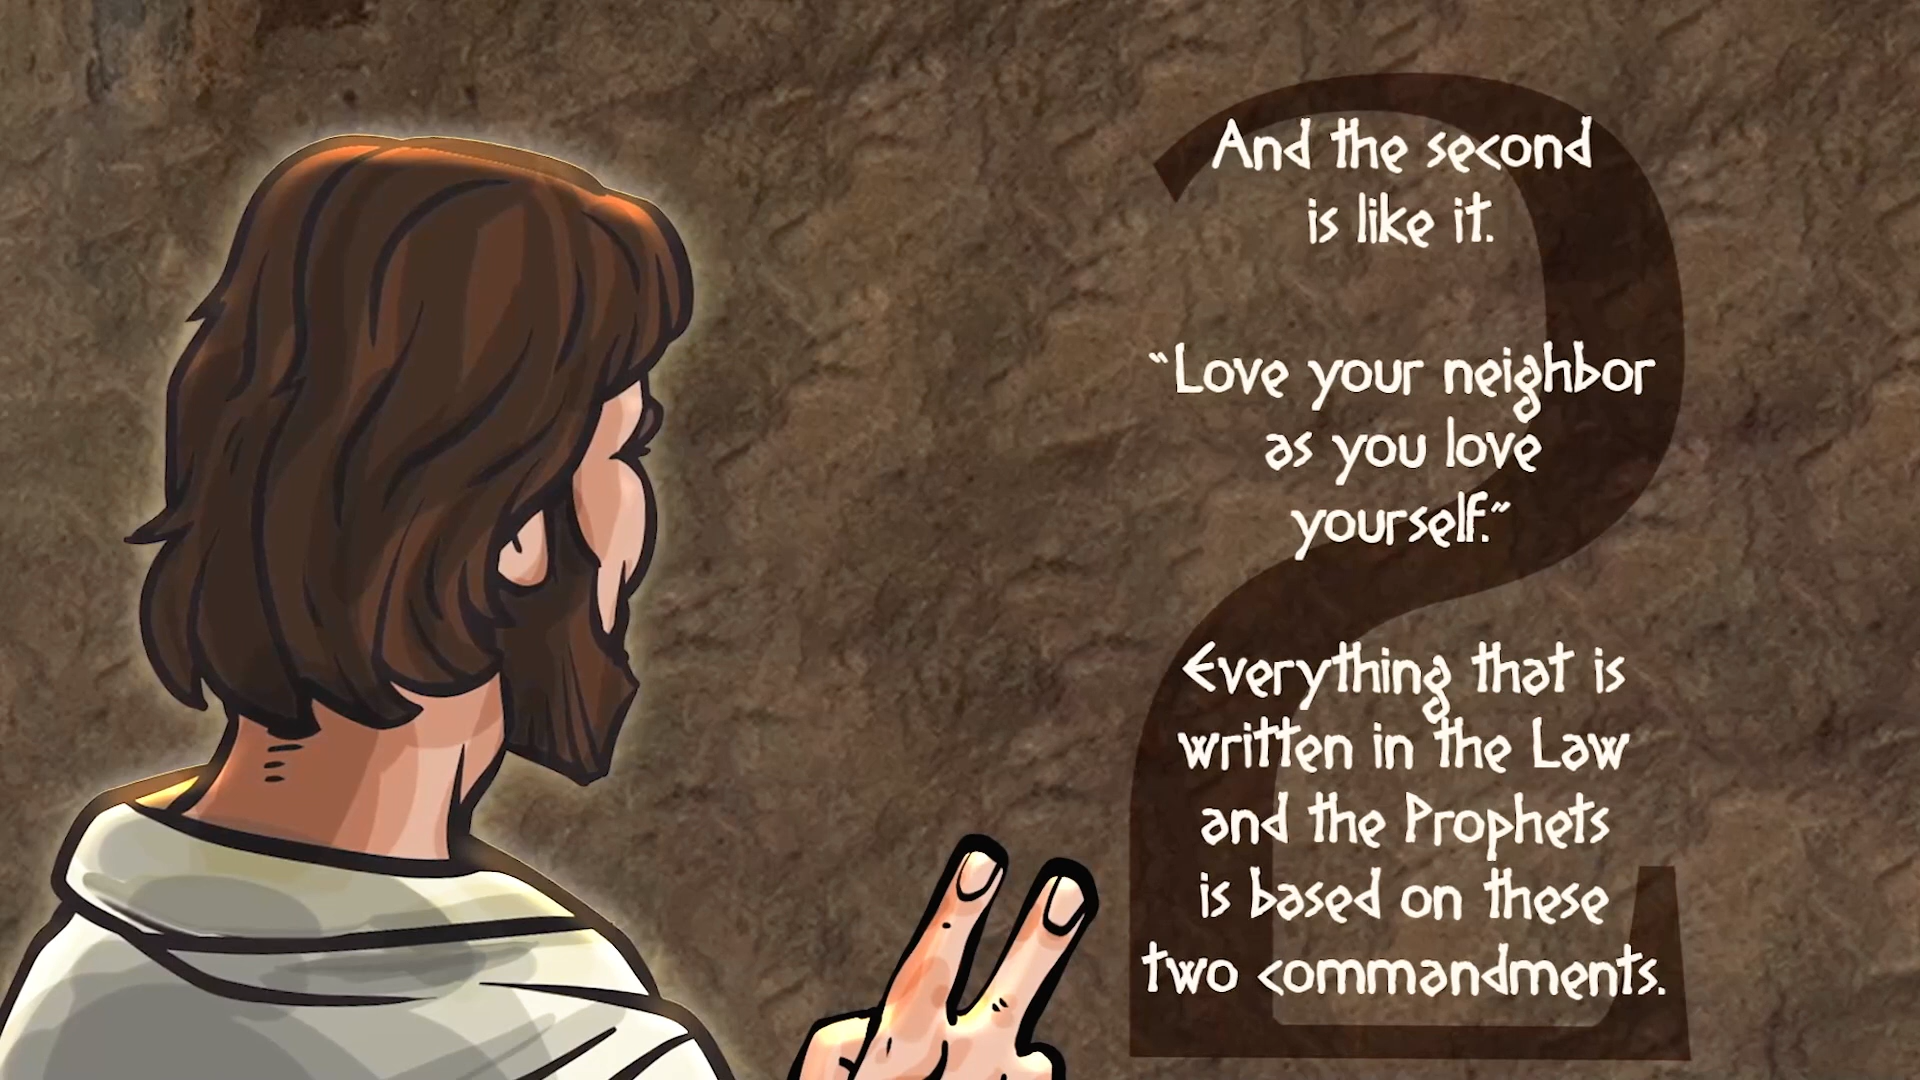 2
And the second
is like it.
“Love your neighbor
as you love
yourself.”
Everything that is
written in the Law
and the Prophets
is based on these
two commandments.